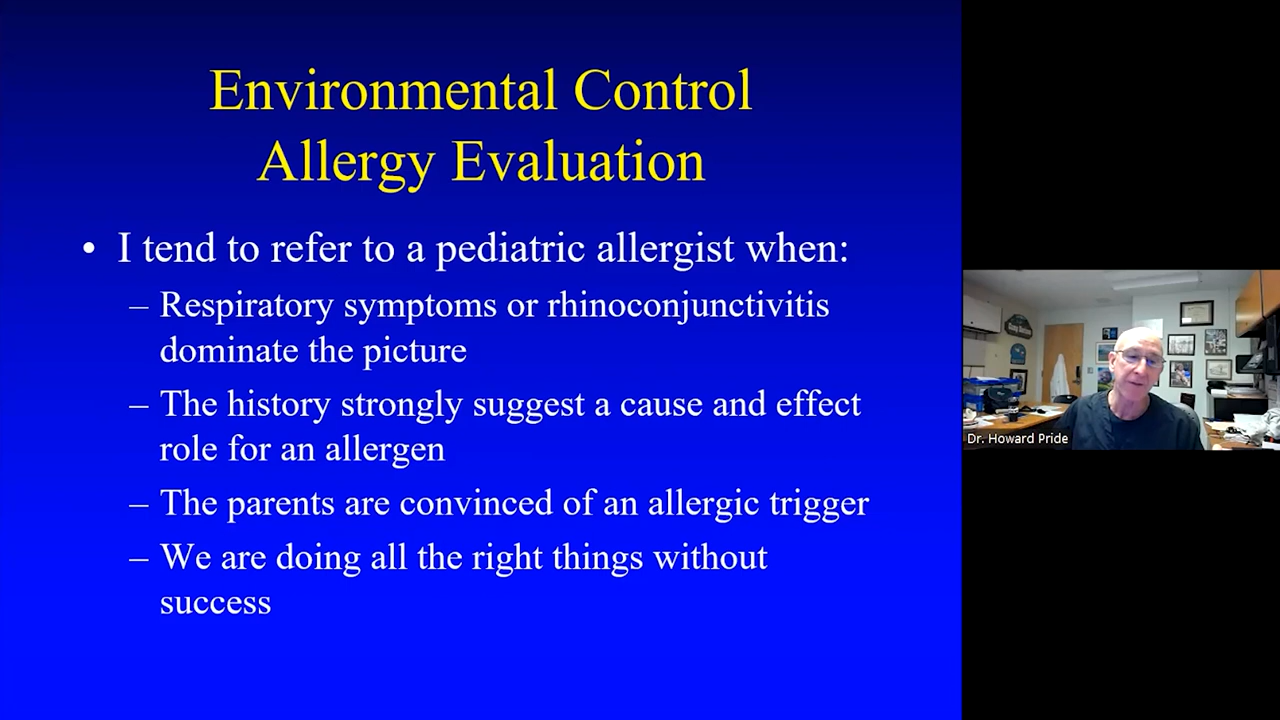 Environmental Control
Allergy Evaluation
• I tend to refer to a pediatric allergist when:
– Respiratory symptoms or rhinoconjunctivitis
dominate the picture
– The history strongly suggest a cause and effect
role for an allergen
– The parents are convinced of an allergic trigger
– We are doing all the right things without
success
Dr. Howard Pride